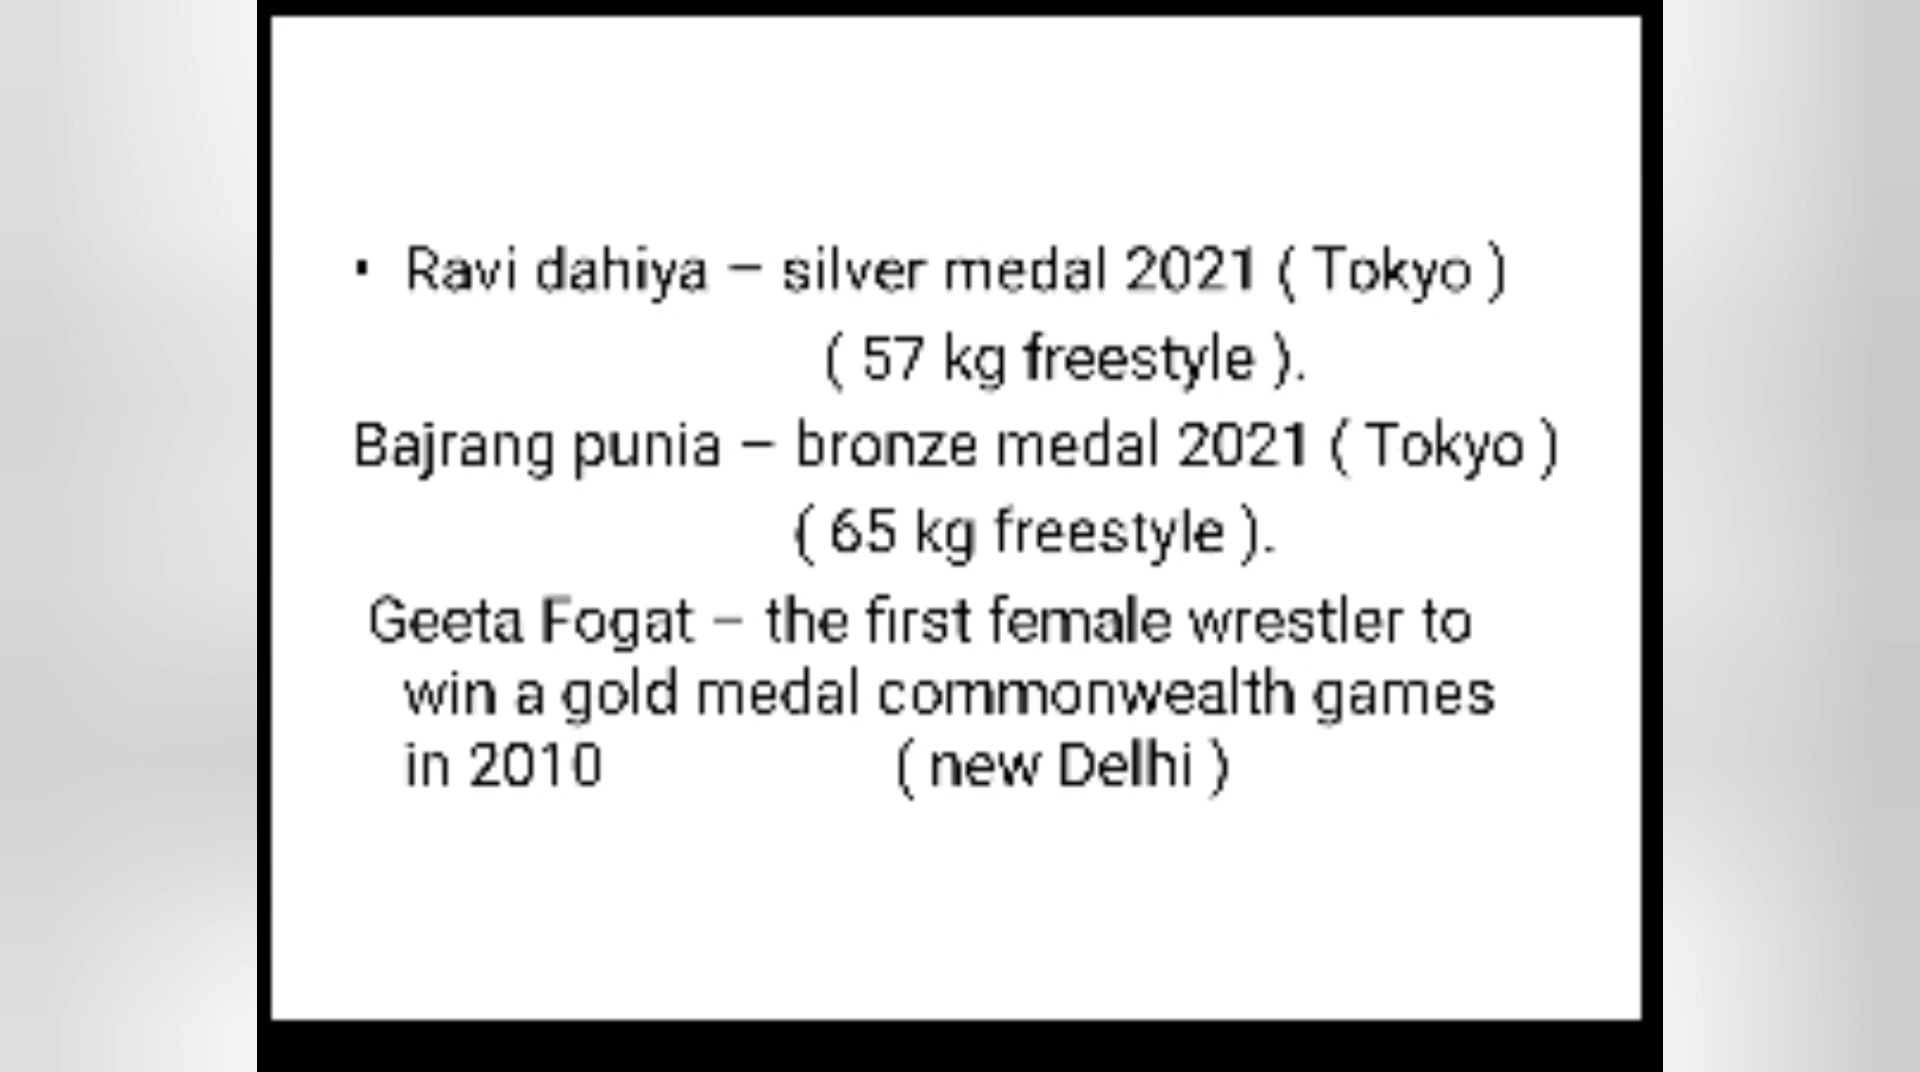 • Ravi dahiya – silver medal 2021 ( Tokyo )
( 57 kg freestyle ).
Bajrang punia – bronze medal 2021 ( Tokyo )
( 65 kg freestyle ).
Geeta Fogat – the first female wrestler to
win a gold medal commonwealth games
in 2010 ( new Delhi )